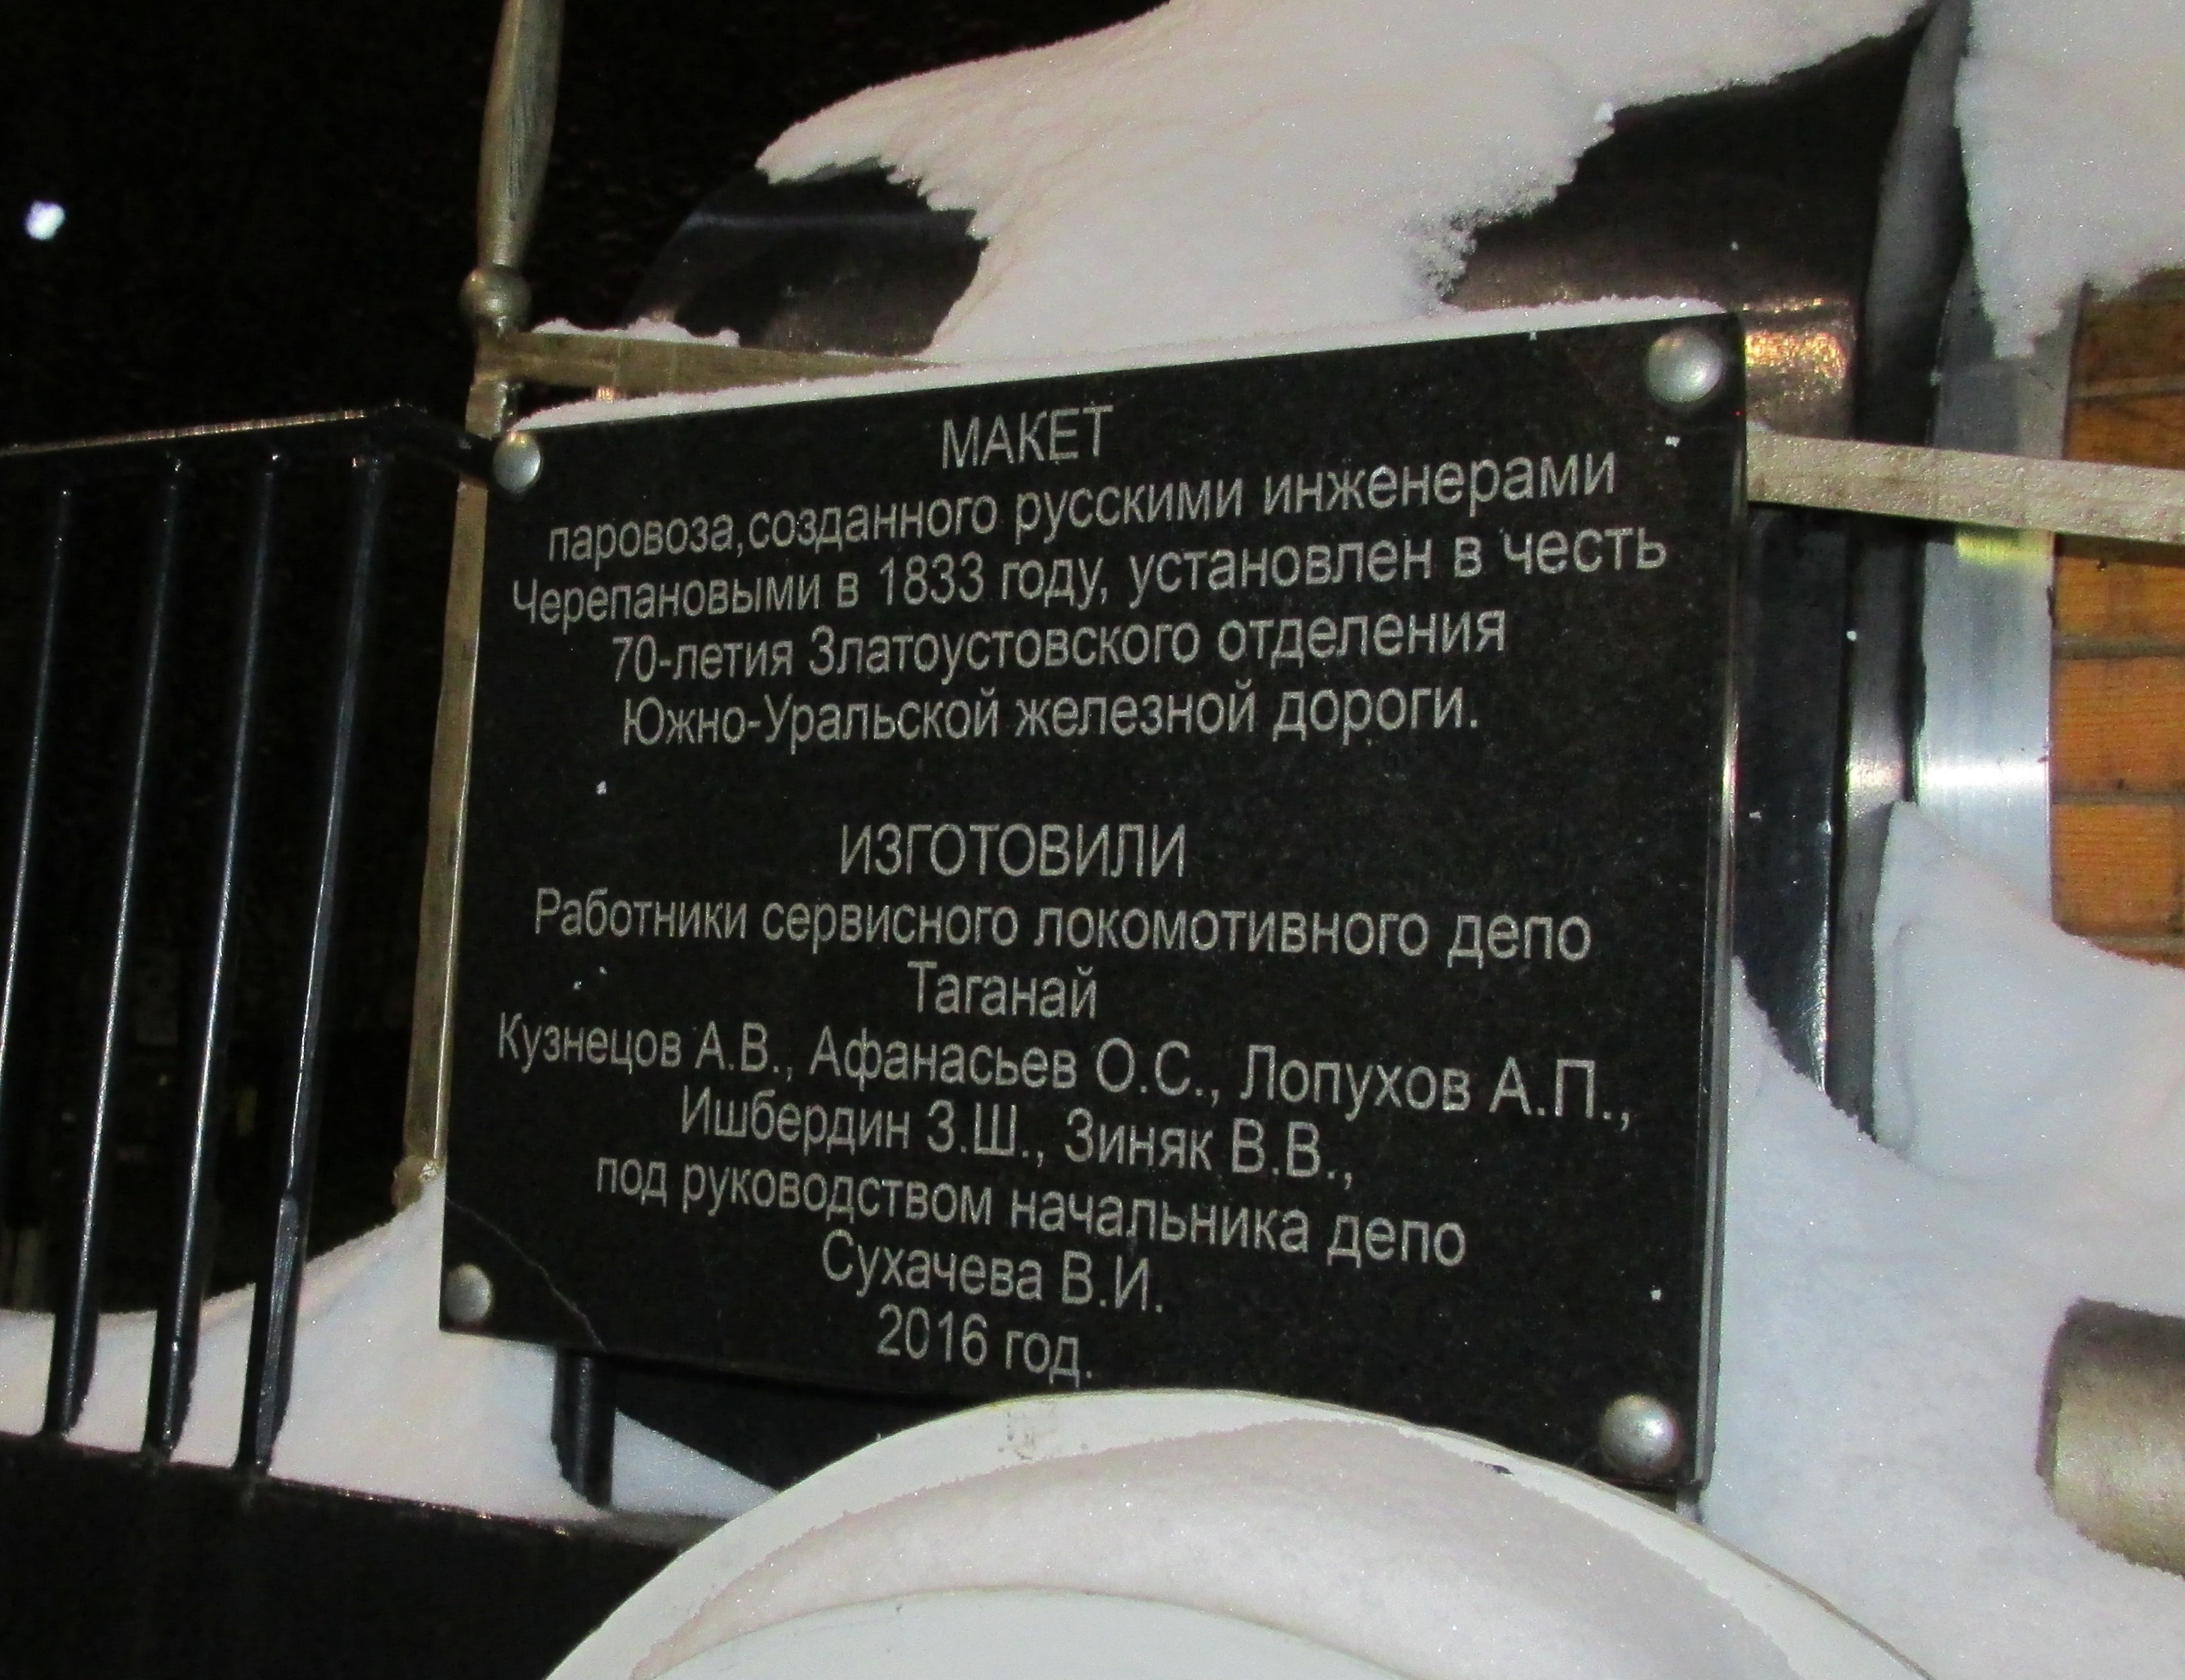 МАКЕТ
паровоза,созданного русскими инженерами
Черепановыми в 1833 году, установлен в честь
70-летия Златоустовского отделения
Южно-Уральской железной дороги.
ИЗГОТОВИЛИ
Работники сервисного локомотивного депо
Таганай
Кузнецов А.В., Афанасьев О.С., Лопухов А.П.,
Ишбердин З.Ш., Зиняк В.В.,
под руководством начальника депо
Сухачева В.И.
2016 год.